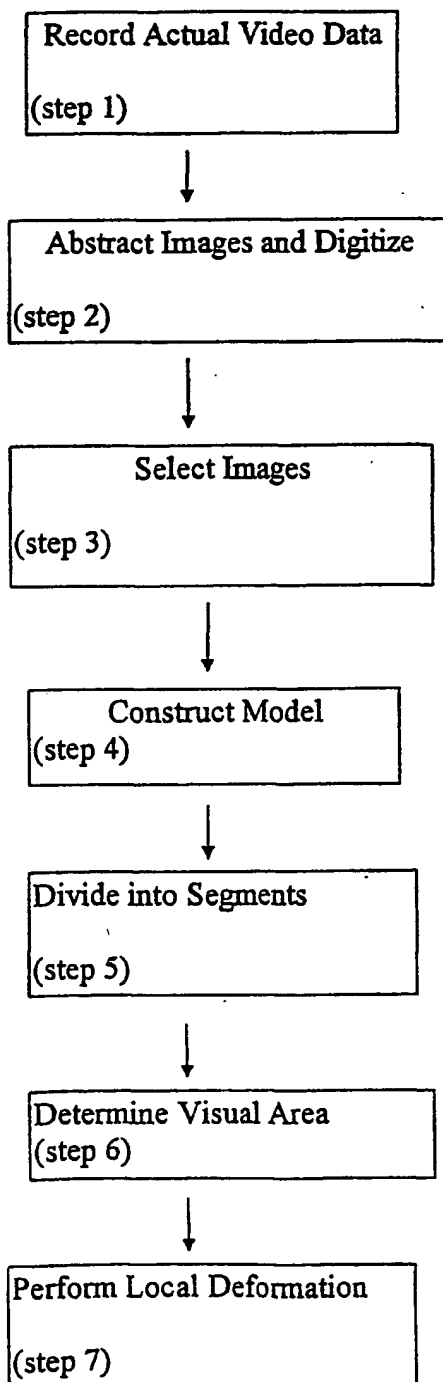 Record Actual Video Data
(step 1)
Abstract Images and Digitize
(step 2)
Select Images
(step 3)
Construct Model
(step 4)
Divide into Segments
(step 5)
Determine Visual Area
(step 6)
Perform Local Deformation
(step 7)